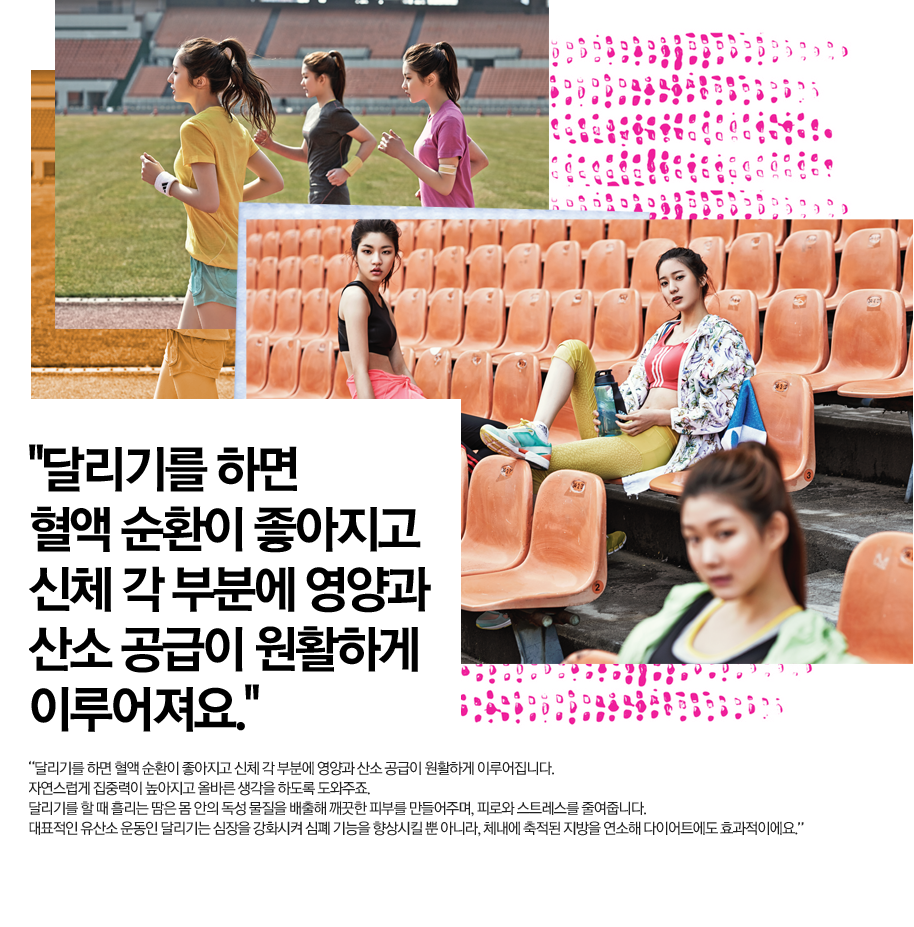 "달리기를 하면
혈액 순환이 좋아지고
신체 각 부분에 영양과
산소 공급이 원활하게
이루어져요."
“달리기를 하면 혈액 순환이 좋아지고 신체 각 부분에 영양과 산소 공급이 원활하게 이루어집니다.
자연스럽게 집중력이 높아지고 올바른 생각을 하도록 도와주죠.
달리기를 할 때 흘리는 땀은 몸 안의 독성 물질을 배출해 깨끗한 피부를 만들어주며, 피로와 스트레스를 줄여줍니다.
대표적인 유산소 운동인 달리기는 심장을 강화시켜 심폐 기능을 향상시킬 뿐 아니라, 체내에 축적된 지방을 연소해 다이어트에도 효과적이에요.”